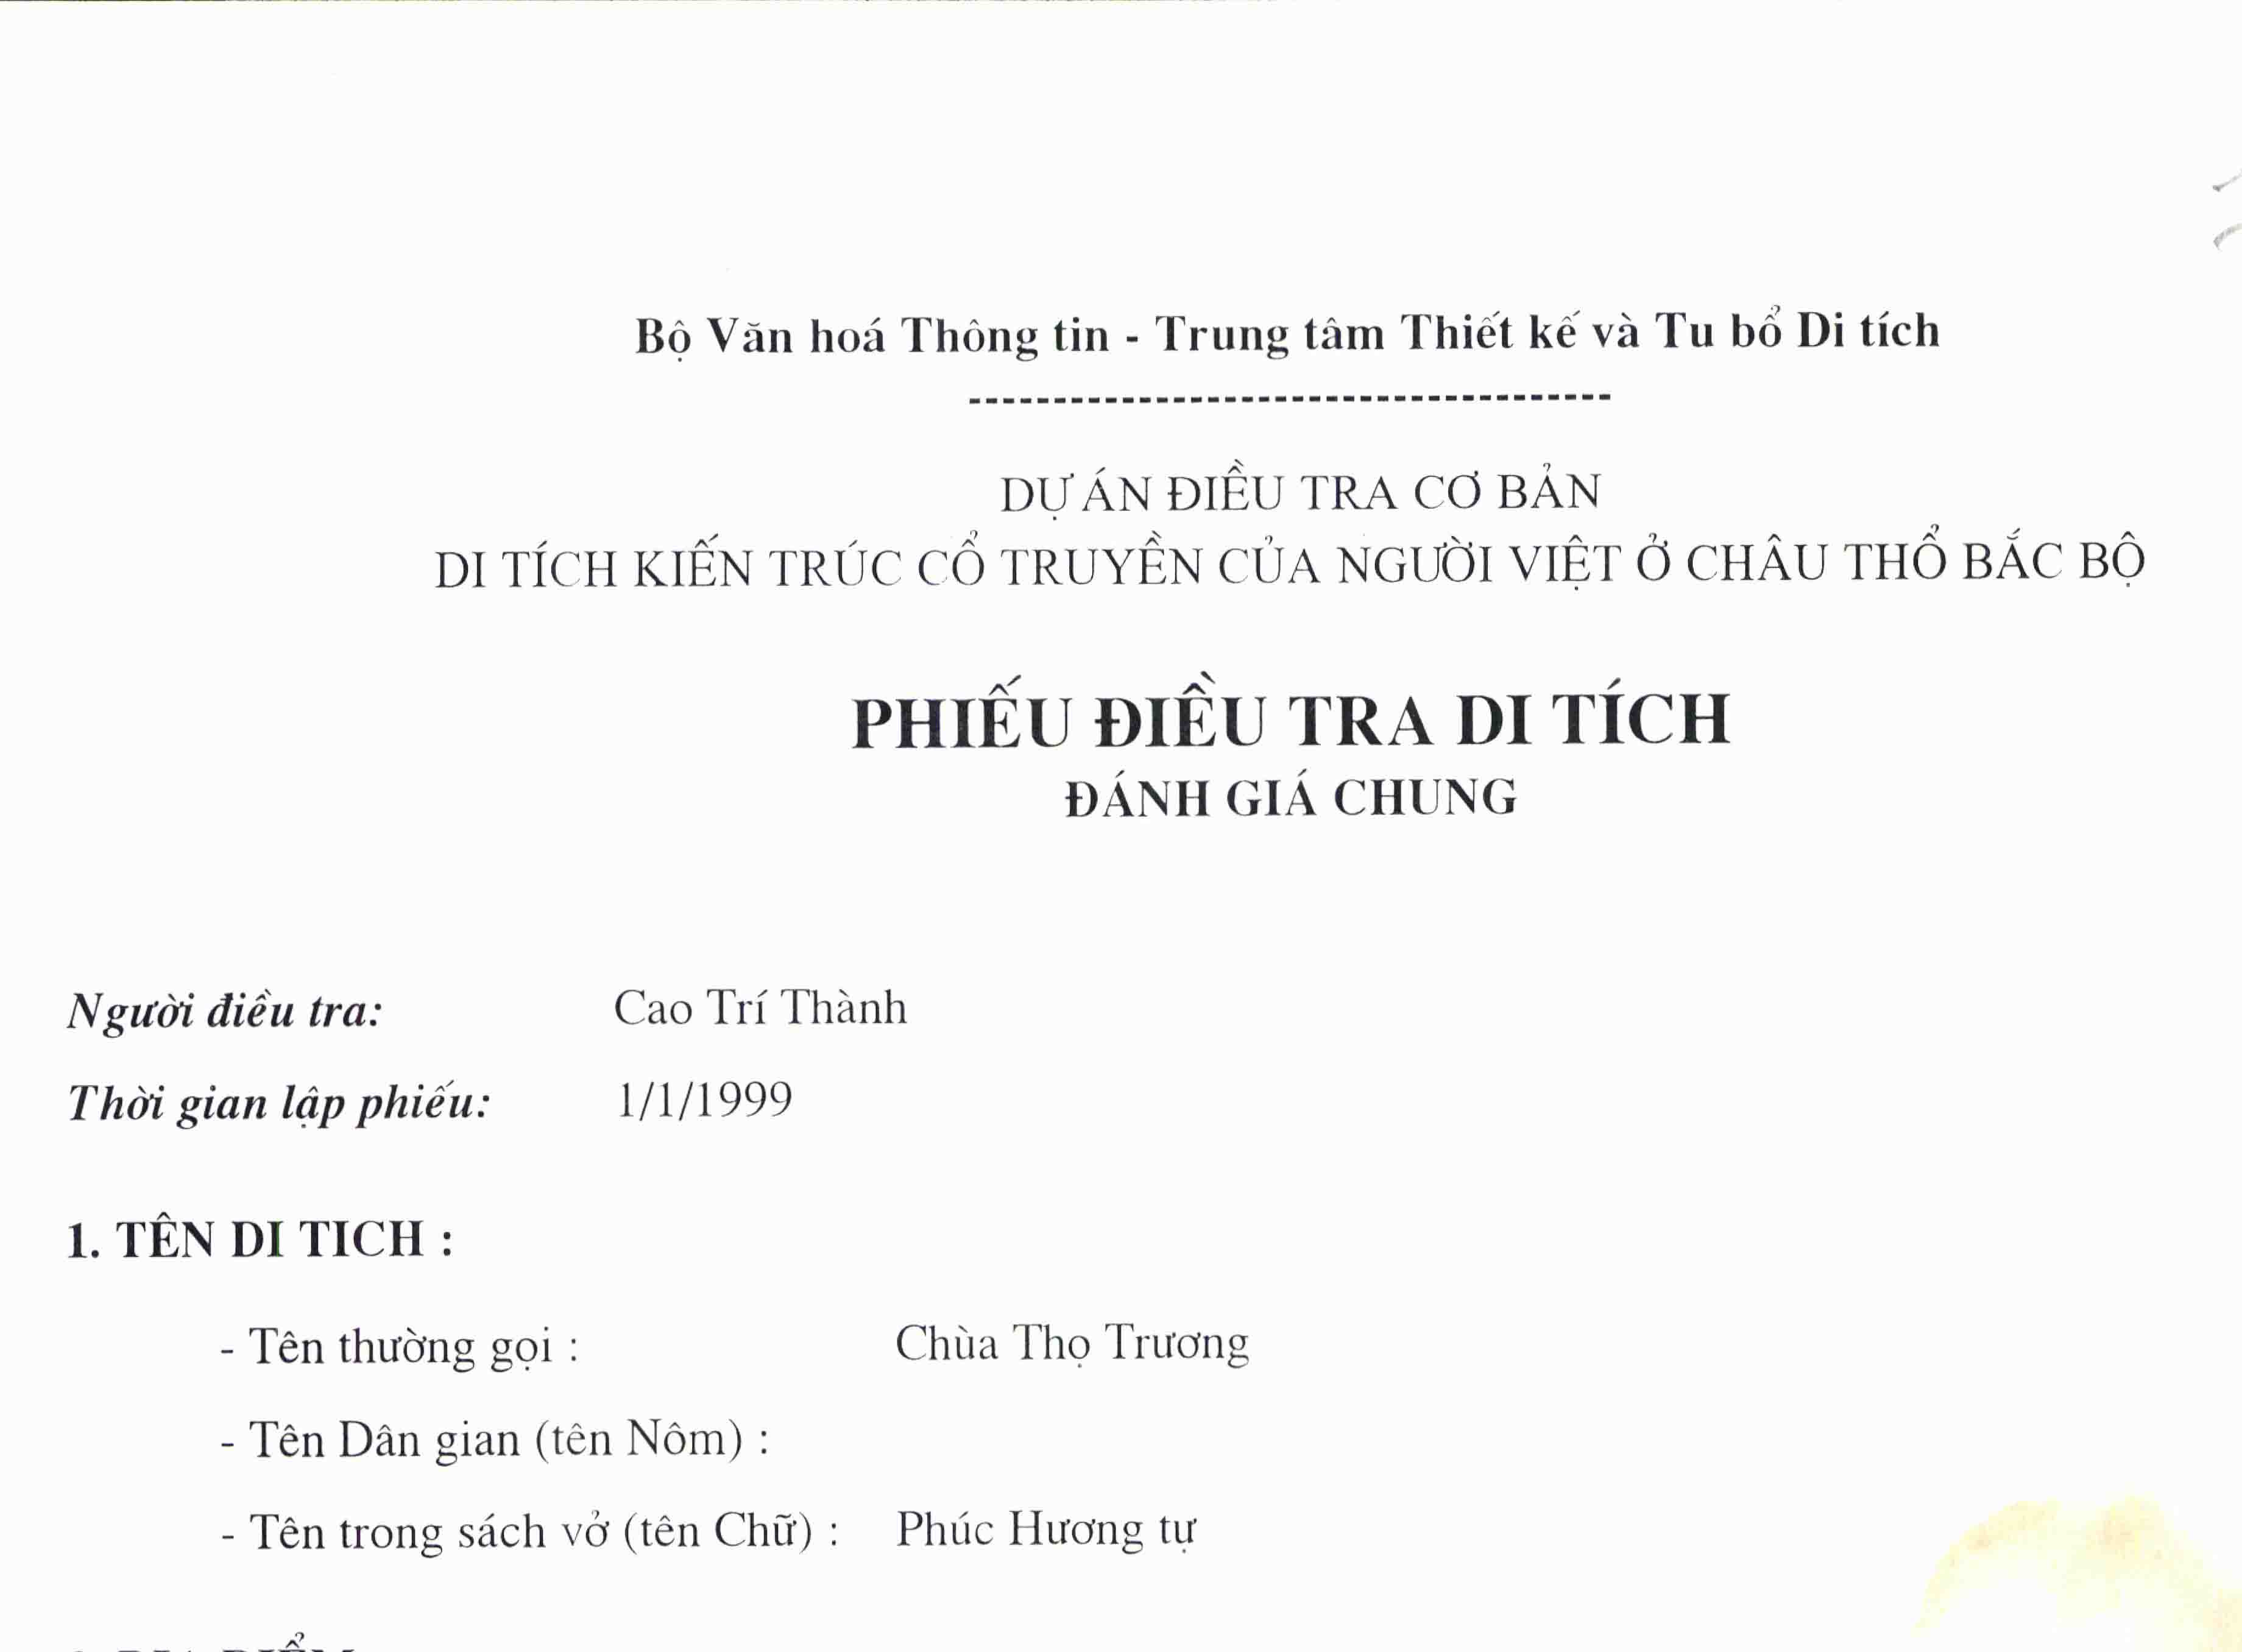 Bộ Văn hoá Thông tin - Trung tâm Thiết kế và Tu bổ Di tích
--------------------------------------
DỰ ÁN ĐIỀU TRA CƠ BẢN
DI TÍCH KIẾN TRÚC CỔ TRUYỀN CỦA NGƯỜI VIỆT Ở CHÂU THỔ BẮC BỘ
PHIẾU ĐIỀU TRA DI TÍCH
ĐÁNH GIÁ CHUNG
Người điều tra: Cao Trí Thành
Thời gian lập phiếu: 1/1/1999
1. TÊN DI TICH :
- Tên thường gọi : Chùa Thọ Trương
- Tên Dân gian (tên Nôm) :
- Tên trong sách vở (tên Chữ) : Phúc Hương tự